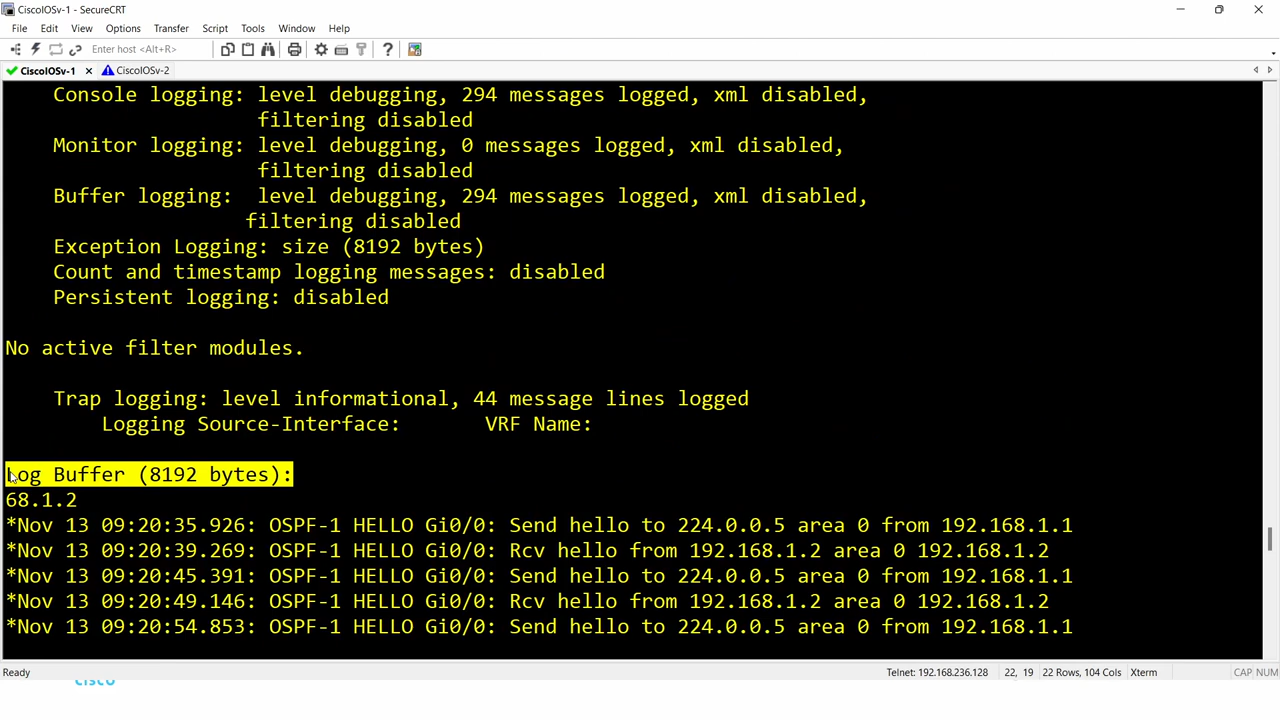 CiscoIOSv-1 - SecureCRT
File Edit View Options Transfer Script Tools Window Help
Enter host <Alt+R>
CiscoIOSv-1 CiscoIOSv-2
Console logging: level debugging, 294 messages logged, xml disabled,
filtering disabled
Monitor logging: level debugging, 0 messages logged, xml disabled,
filtering disabled
Buffer logging:  level debugging, 294 messages logged, xml disabled,
filtering disabled
Exception Logging: size (8192 bytes)
Count and timestamp logging messages: disabled
Persistent logging: disabled
No active filter modules.
Trap logging: level informational, 44 message lines logged
Logging Source-Interface:       VRF Name:
Log Buffer (8192 bytes):
68.1.2
*Nov 13 09:20:35.926: OSPF-1 HELLO Gi0/0: Send hello to 224.0.0.5 area 0 from 192.168.1.1
*Nov 13 09:20:39.269: OSPF-1 HELLO Gi0/0: Rcv hello from 192.168.1.2 area 0 192.168.1.2
*Nov 13 09:20:45.391: OSPF-1 HELLO Gi0/0: Send hello to 224.0.0.5 area 0 from 192.168.1.1
*Nov 13 09:20:49.146: OSPF-1 HELLO Gi0/0: Rcv hello from 192.168.1.2 area 0 192.168.1.2
*Nov 13 09:20:54.853: OSPF-1 HELLO Gi0/0: Send hello to 224.0.0.5 area 0 from 192.168.1.1
Ready Telnet: 192.168.236.128 22, 19 22 Rows, 104 Cols Xterm CAP NUM
cisco